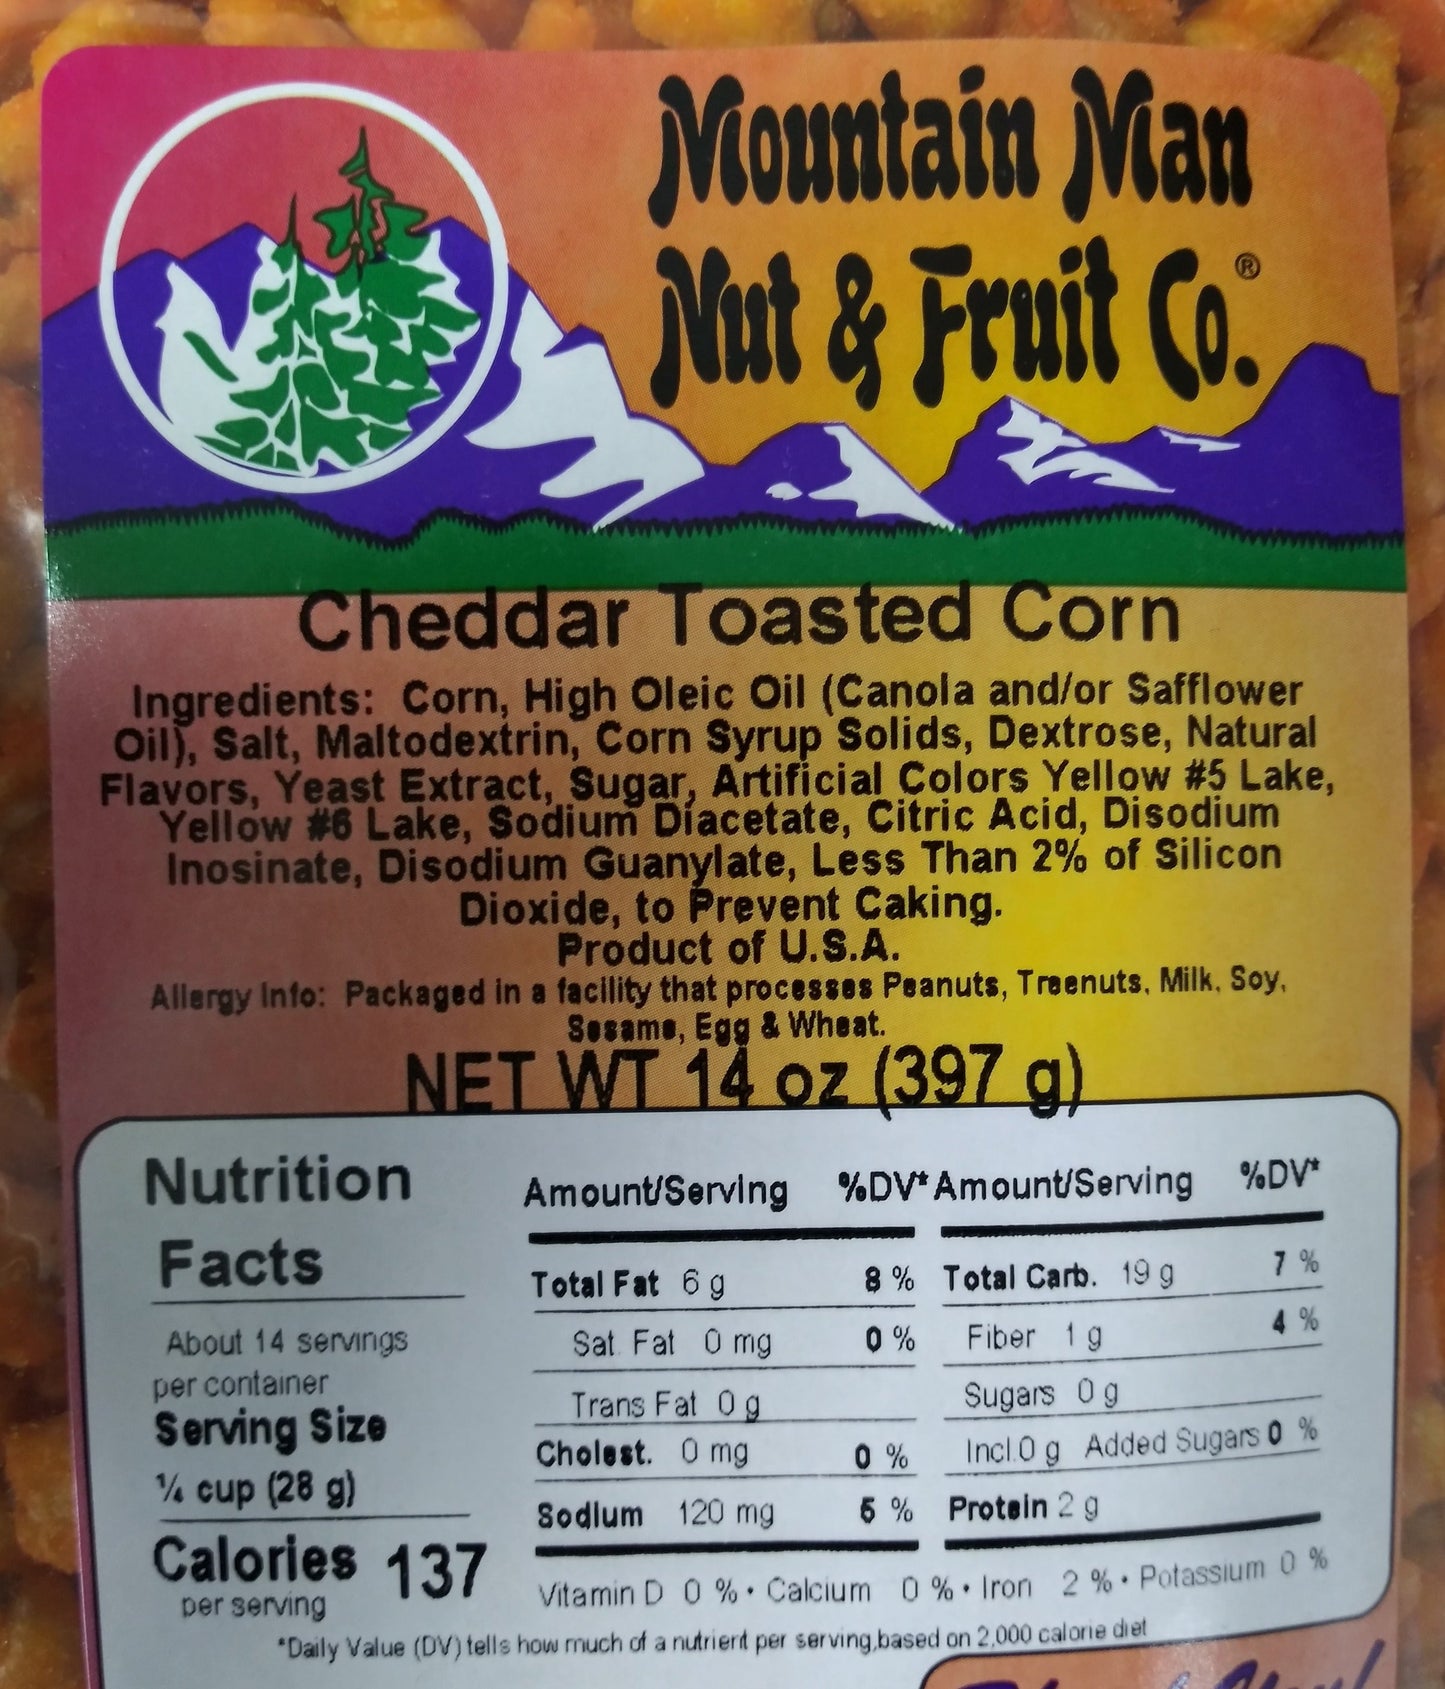 Mountain Man
Nut & Fruit Co.®
Cheddar Toasted Corn
Ingredients: Corn, High Oleic Oil (Canola and/or Safflower
Oil), Salt, Maltodextrin, Corn Syrup Solids, Dextrose, Natural
Flavors, Yeast Extract, Sugar, Artificial Colors Yellow #5 Lake,
Yellow #6 Lake, Sodium Diacetate, Citric Acid, Disodium
Inosinate, Disodium Guanylate, Less Than 2% of Silicon
Dioxide, to Prevent Caking.
Product of U.S.A.
Allergy Info: Packaged in a facility that processes Peanuts, Treenuts, Milk, Soy,
Sesame, Egg & Wheat.
NET WT 14 oz (397 g)
Nutrition
Facts
About 14 servings
per container
Serving Size
¼ cup (28 g)
Calories 137
per serving
Amount/Serving %DV*
Total Fat 6 g 8 %
Sat. Fat 0 mg 0 %
Trans Fat 0 g
Cholest. 0 mg 0 %
Sodium 120 mg 5 %
Amount/Serving %DV*
Total Carb. 19 g 7 %
Fiber 1 g 4 %
Sugars 0 g
Incl.0 g Added Sugars 0 %
Protein 2 g
Vitamin D 0 % • Calcium 0 % • Iron 2 % • Potassium 0 %
*Daily Value (DV) tells how much of a nutrient per serving,based on 2,000 calorie diet